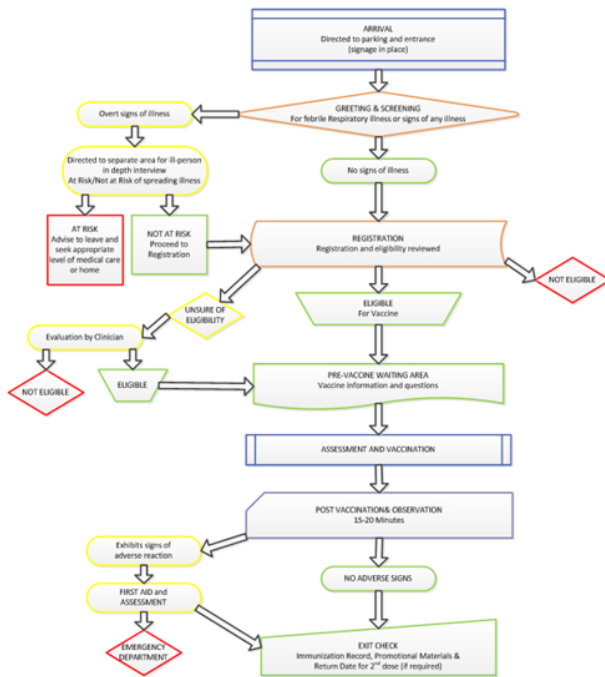 ARRIVAL
Directed to parking and entrance
(signage in place)
GREETING & SCREENING
For febrile Respiratory illness or signs of any illness
Overt signs of illness
Directed to separate area for ill-person
in depth interview
At Risk/Not at Risk of spreading illness
No signs of illness
AT RISK
Advise to leave and
seek appropriate
level of medical care
or home
NOT AT RISK
Proceed to
Registration
REGISTRATION
Registration and eligibility reviewed
NOT ELIGIBLE
UNSURE OF
ELIGIBILITY
ELIGIBLE
For Vaccine
Evaluation by Clinician
NOT ELIGIBLE
ELIGIBLE
PRE-VACCINE WAITING AREA
Vaccine information and questions
ASSESSMENT AND VACCINATION
POST VACCINATION& OBSERVATION
15-20 Minutes
Exhibits signs of
adverse reaction
NO ADVERSE SIGNS
FIRST AID and
ASSESSMENT
EMERGENCY
DEPARTMENT
EXIT CHECK
Immunization Record, Promotional Materials &
Return Date for 2nd dose (if required)